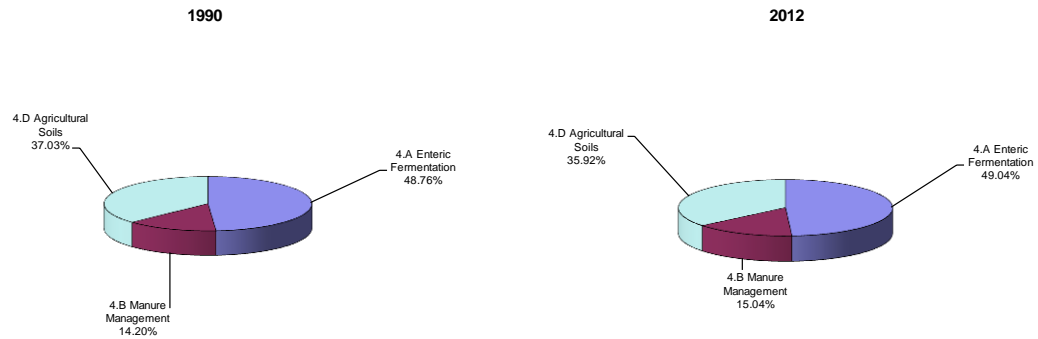 1990
4.D Agricultural
Soils
37.03%
4.A Enteric
Fermentation
48.76%
4.B Manure
Management
14.20%
2012
4.D Agricultural
Soils
35.92%
4.A Enteric
Fermentation
49.04%
4.B Manure
Management
15.04%